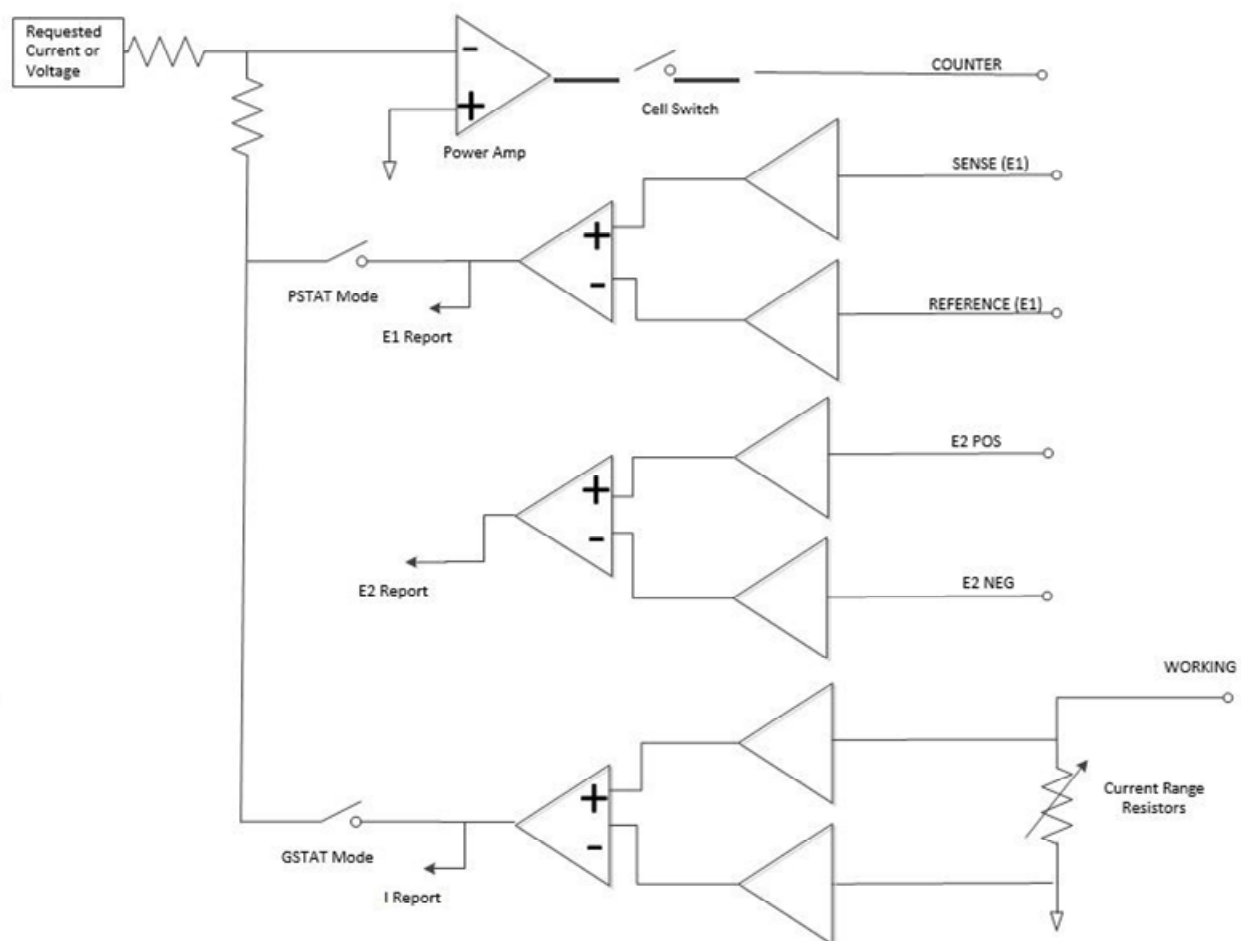 Requested
Current or
Voltage
-
+
Power Amp
Cell Switch
COUNTER
SENSE (E1)
+
-
REFERENCE (E1)
PSTAT Mode
E1 Report
E2 POS
+
-
E2 NEG
E2 Report
WORKING
+
-
Current Range
Resistors
GSTAT Mode
I Report